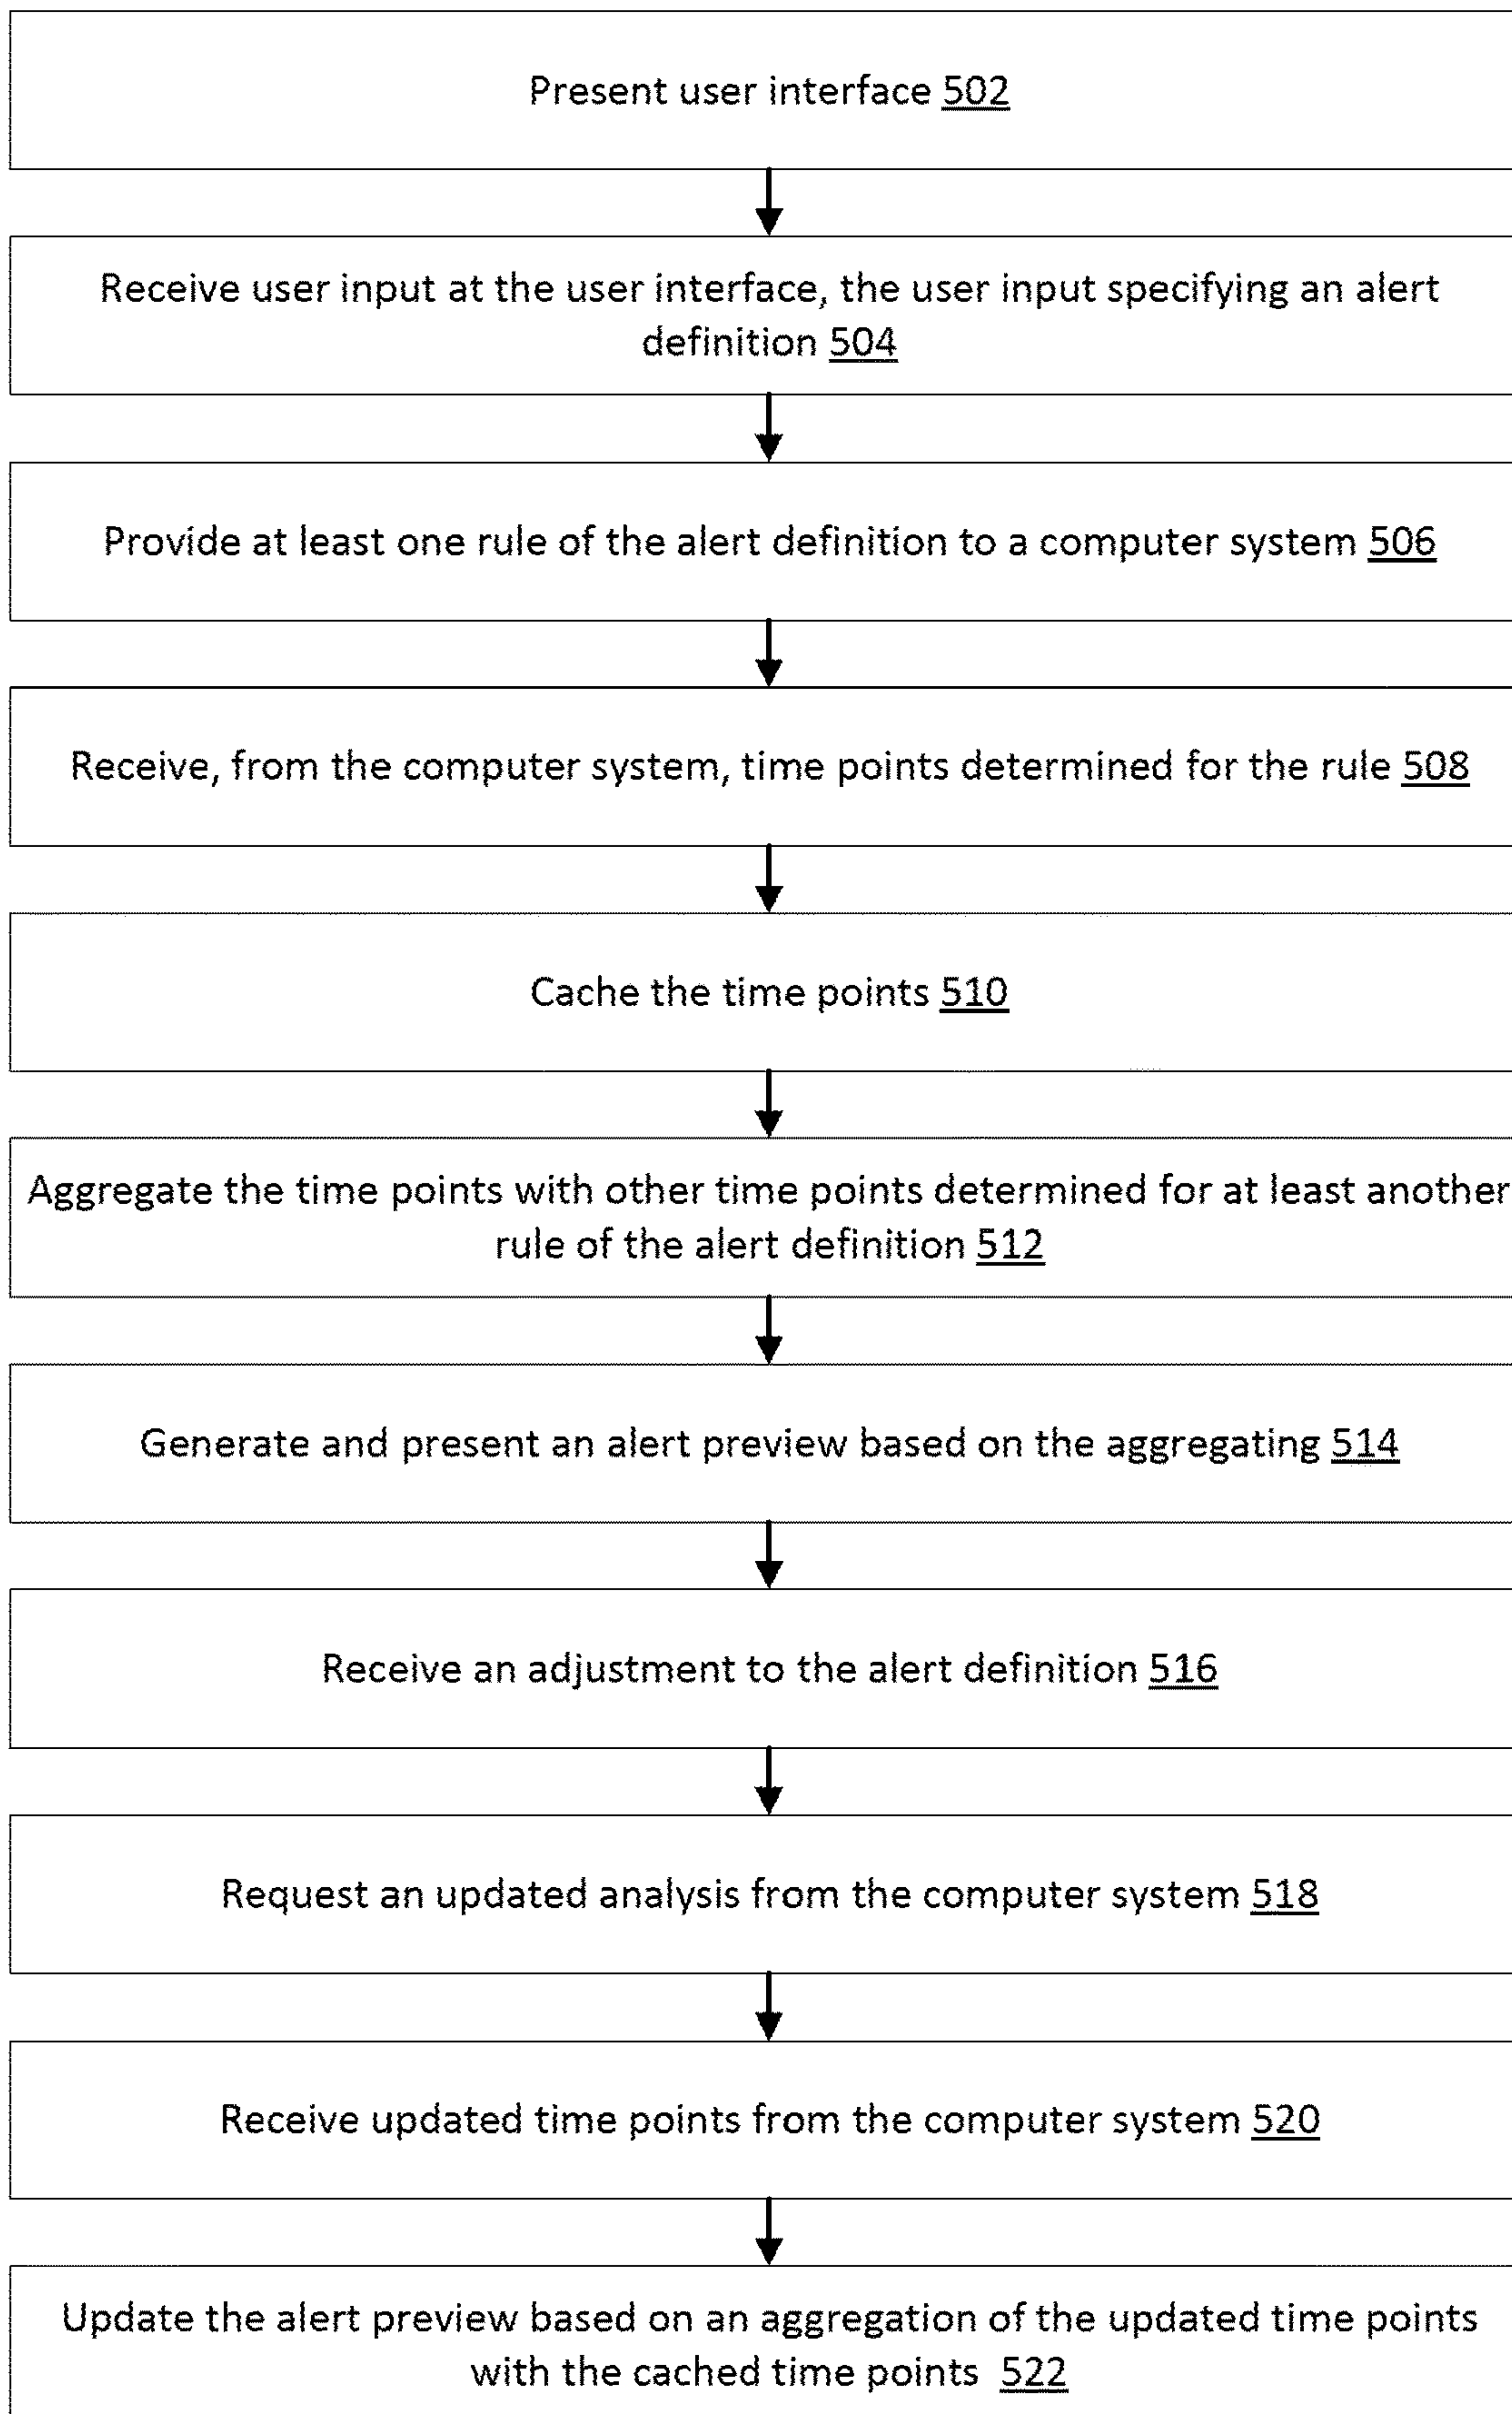 Present user interface 502
Receive user input at the user interface, the user input specifying an alert
definition 504
Provide at least one rule of the alert definition to a computer system 506
Receive, from the computer system, time points determined for the rule 508
Cache the time points 510
Aggregate the time points with other time points determined for at least another
rule of the alert definition 512
Generate and present an alert preview based on the aggregating 514
Receive an adjustment to the alert definition 516
Request an updated analysis from the computer system 518
Receive updated time points from the computer system 520
Update the alert preview based on an aggregation of the updated time points
with the cached time points 522